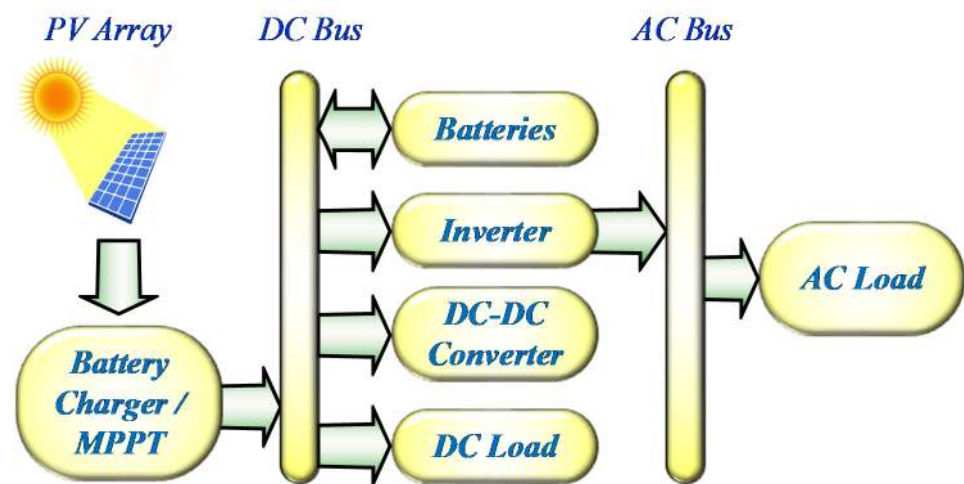 PV Array
DC Bus
AC Bus
Batteries
Inverter
AC Load
DC-DC
Converter
Battery
Charger /
MPPT
DC Load